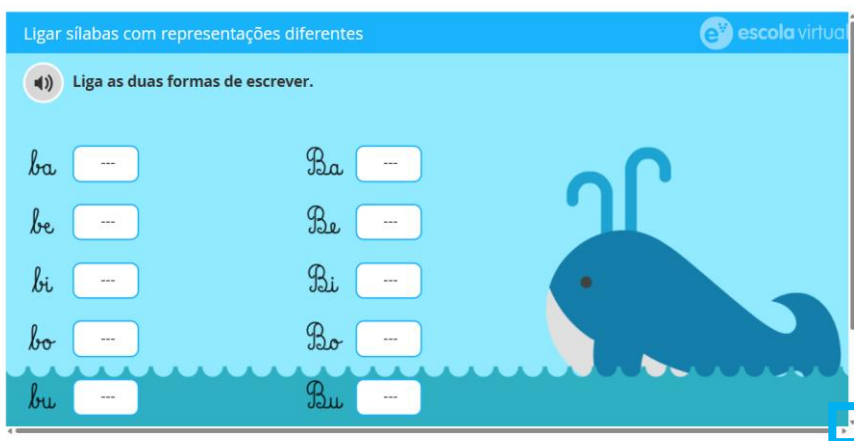 Ligar sílabas com representações diferentes
e escola virtual
Liga as duas formas de escrever.
ba --- Ba ---
be --- Be ---
bi --- Bi ---
bo --- Bo ---
bu --- Bu ---